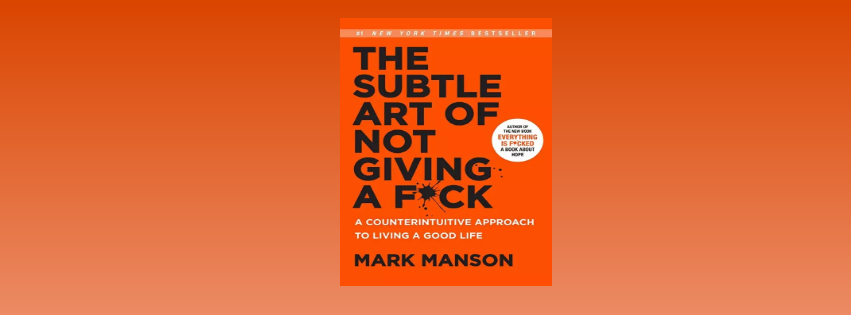 #1 NEW YORK TIMES BESTSELLER
THE
SUBTLE
ART OF
NOT
GIVING
A F*CK
AUTHOR OF
THE NEW BOOK
EVERYTHING
IS F*CKED
A BOOK ABOUT
HOPE
A COUNTERINTUITIVE APPROACH
TO LIVING A GOOD LIFE
MARK MANSON